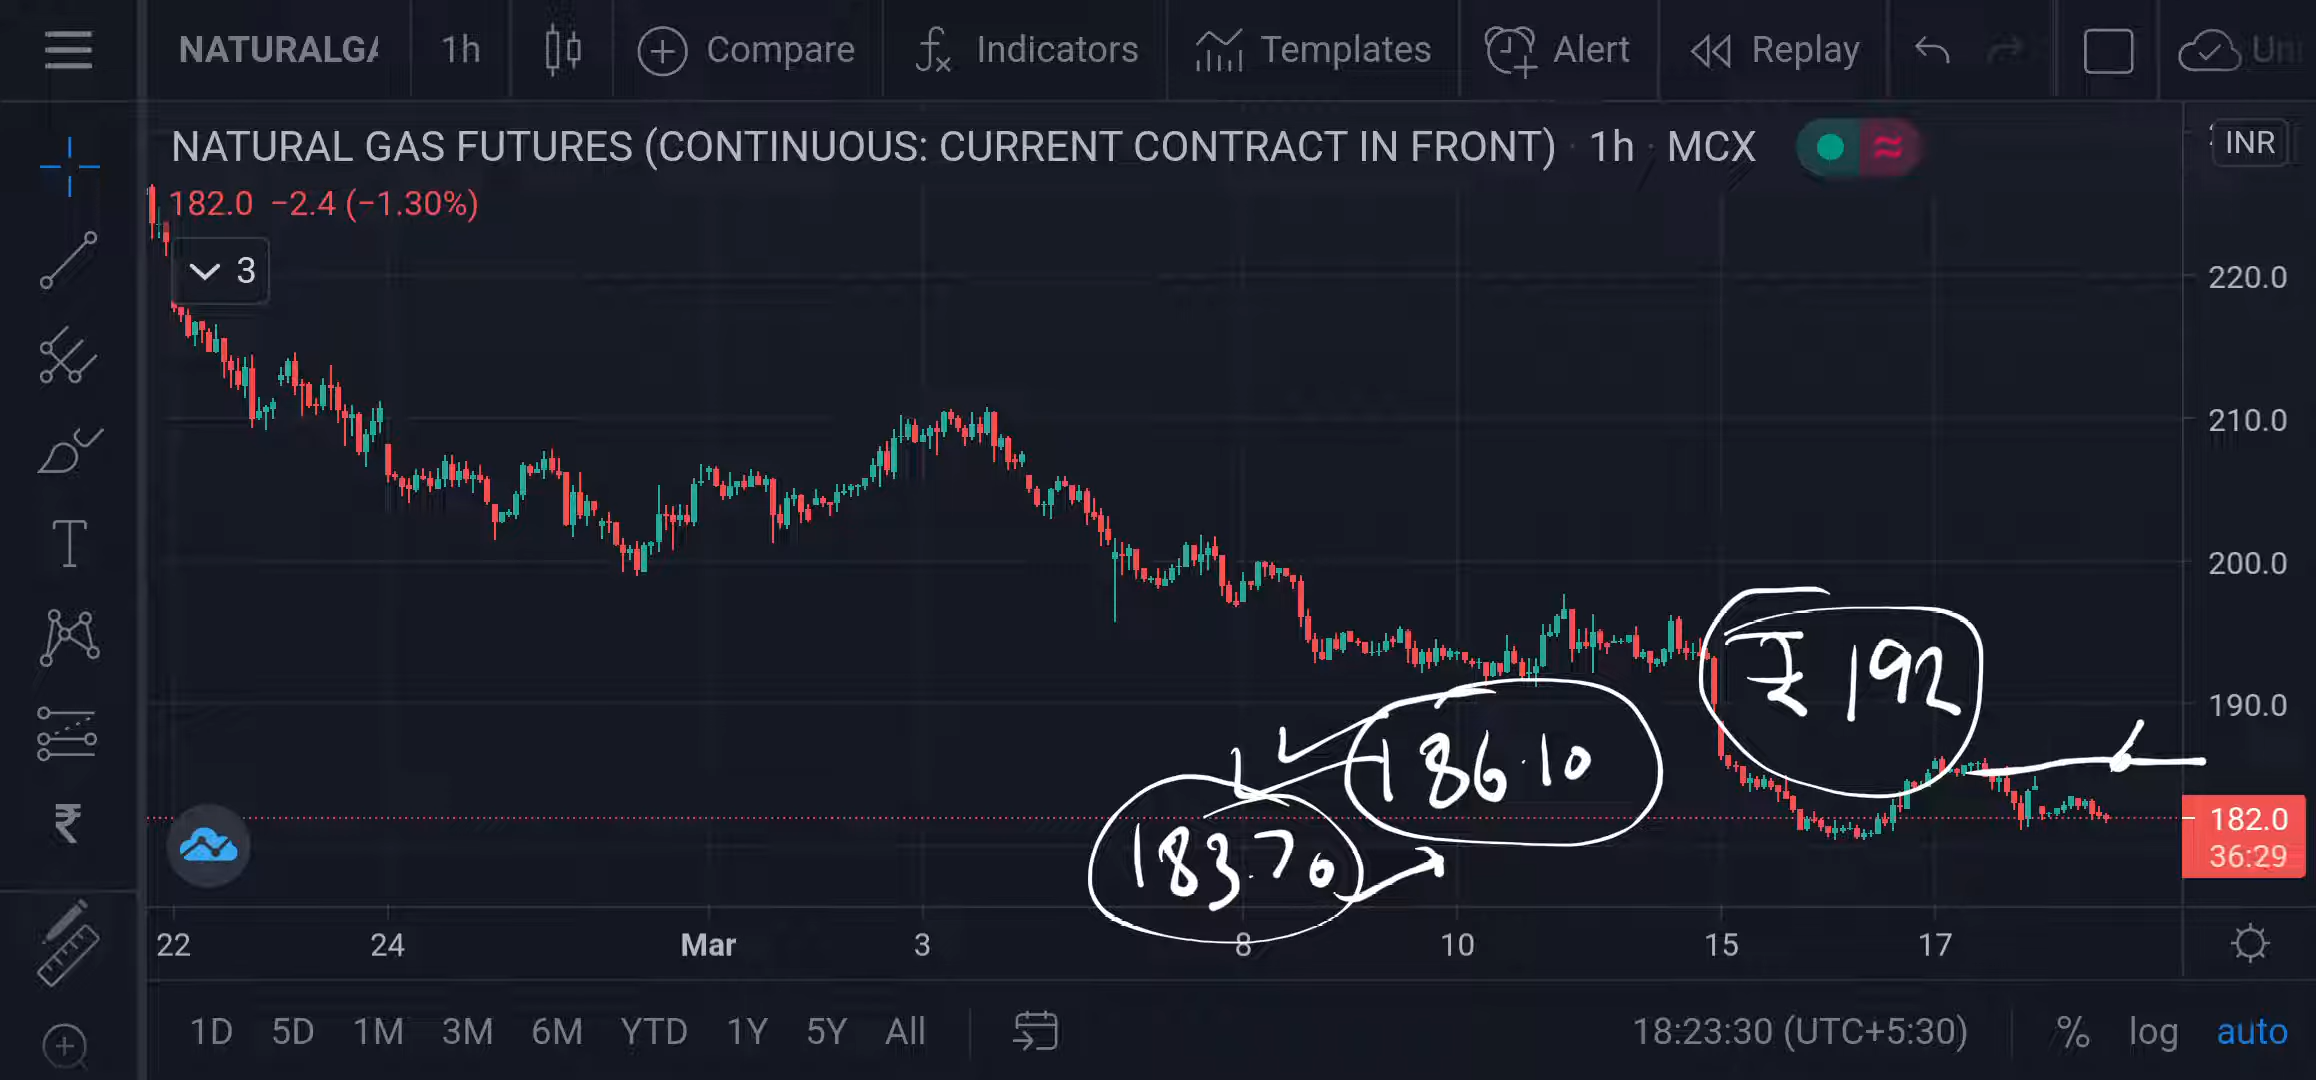 NATURALGA 1h Compare Indicators Templates Alert Replay
NATURAL GAS FUTURES (CONTINUOUS: CURRENT CONTRACT IN FRONT) · 1h · MCX
INR
182.0 −2.4 (−1.30%)
3
220.0
210.0
200.0
190.0
₹ 192
186.10
183.70
182.0
36:29
22 24 Mar 3 8 10 15 17
1D 5D 1M 3M 6M YTD 1Y 5Y All 18:23:30 (UTC+5:30) % log auto